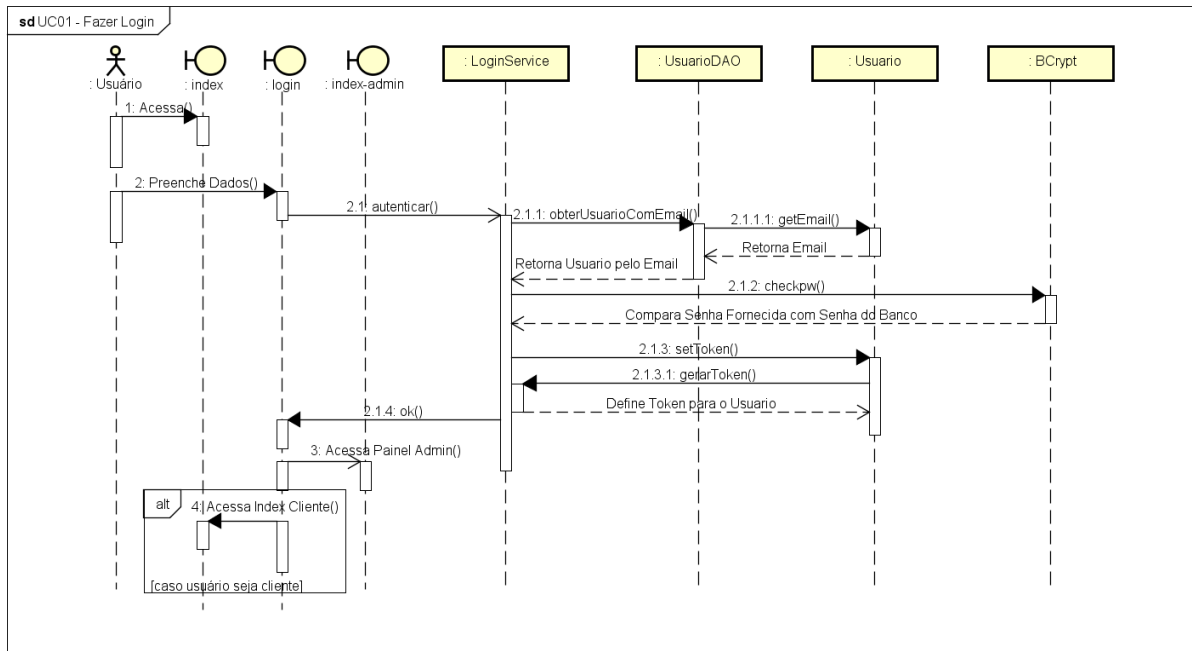 sd UC01 - Fazer Login
: Usuário
: index
: login
: index-admin
: LoginService
: UsuarioDAO
: Usuario
: BCrypt
1: Acessa()
2: Preenche Dados()
2.1: autenticar()
2.1.1: obterUsuarioComEmail()
2.1.1.1: getEmail()
Retorna Email
Retorna Usuario pelo Email
2.1.2: checkpw()
Compara Senha Fornecida com Senha do Banco
2.1.3: setToken()
2.1.3.1: gerarToken()
Define Token para o Usuario
2.1.4: ok()
3: Acessa Painel Admin()
alt
4: Acessa Index Cliente()
[caso usuário seja cliente]